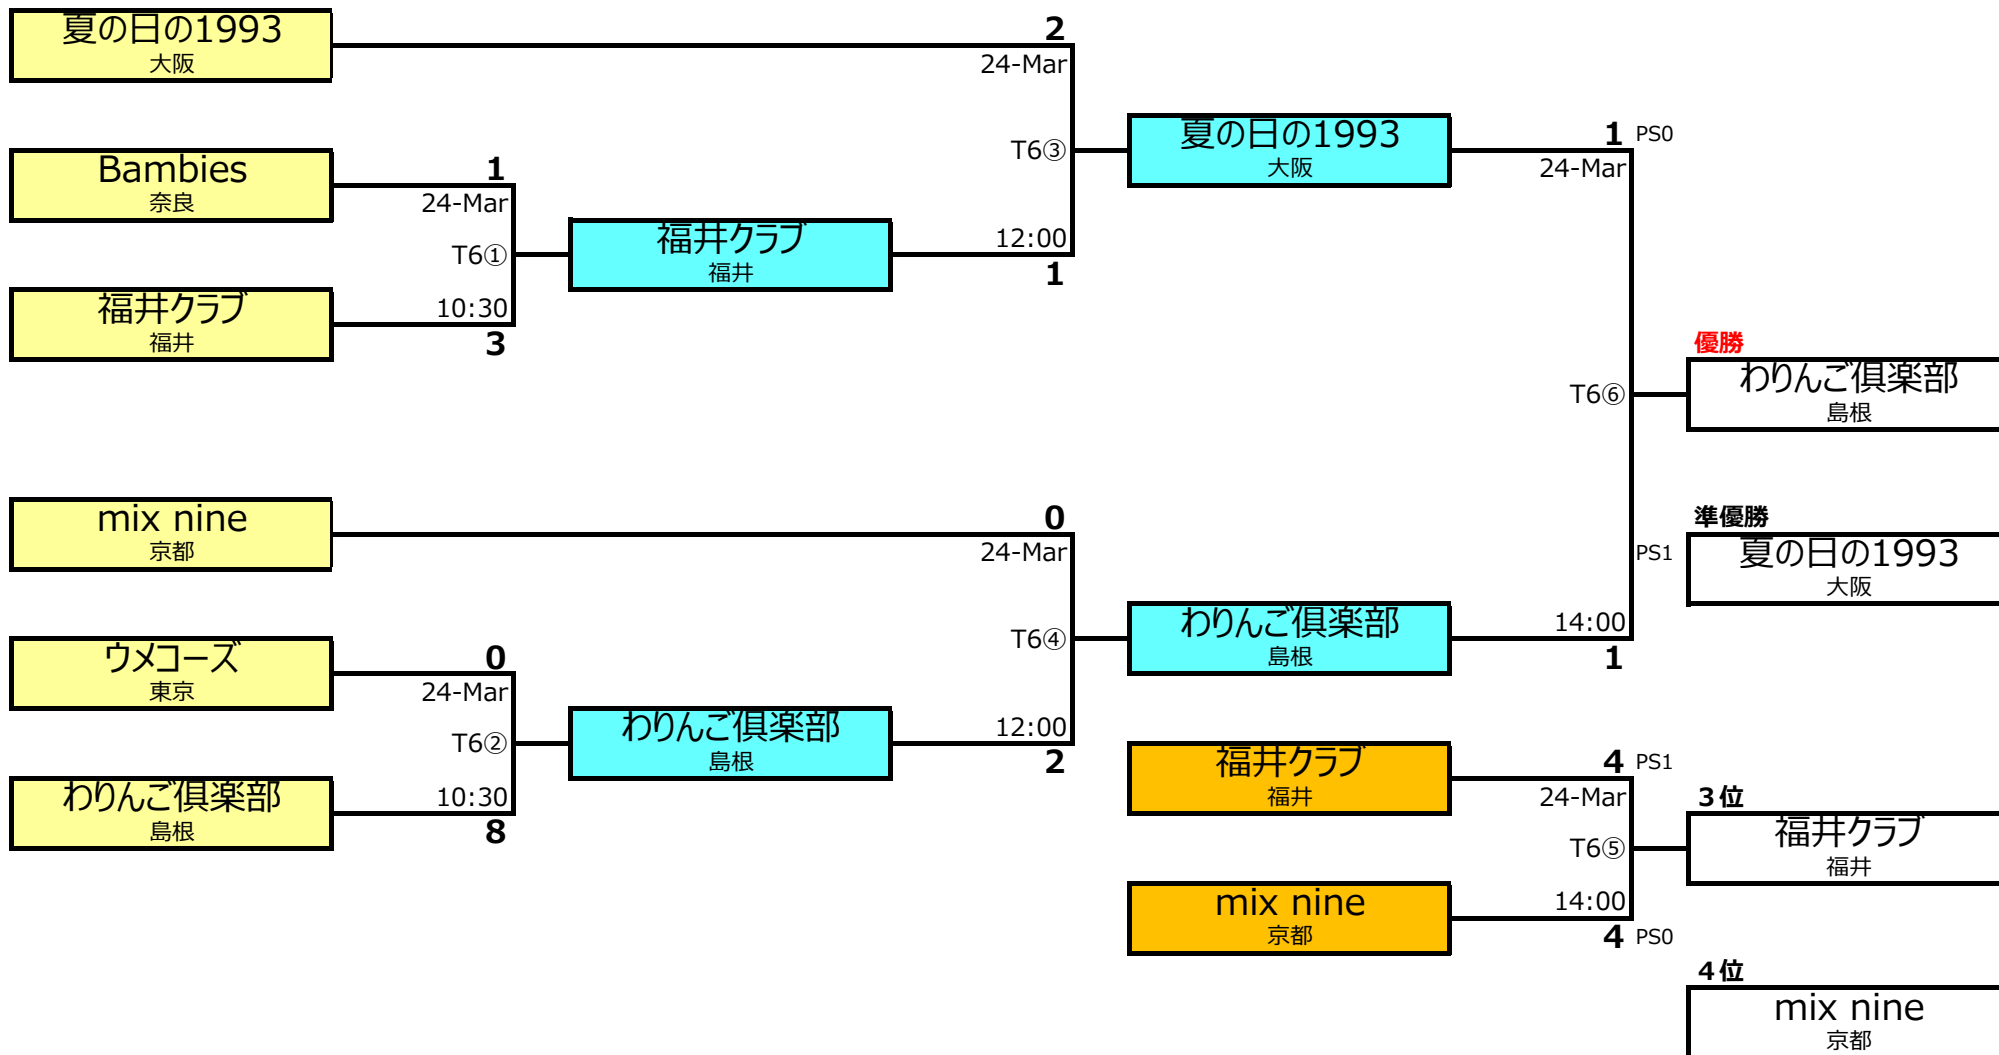 夏の日の1993
大阪
2
24-Mar
Bambies
奈良
1
24-Mar
T6①
福井クラブ
福井
10:30
3
福井クラブ
福井
T6③
12:00
1
夏の日の1993
大阪
1 PS0
24-Mar
T6⑥
優勝
わりんご倶楽部
島根
mix nine
京都
0
24-Mar
準優勝
夏の日の1993
大阪
PS1
ウメコーズ
東京
0
24-Mar
T6②
わりんご倶楽部
島根
10:30
8
わりんご倶楽部
島根
T6④
12:00
2
わりんご倶楽部
島根
14:00
1
福井クラブ
福井
4 PS1
24-Mar
T6⑤
mix nine
京都
14:00
4 PS0
３位
福井クラブ
福井
４位
mix nine
京都